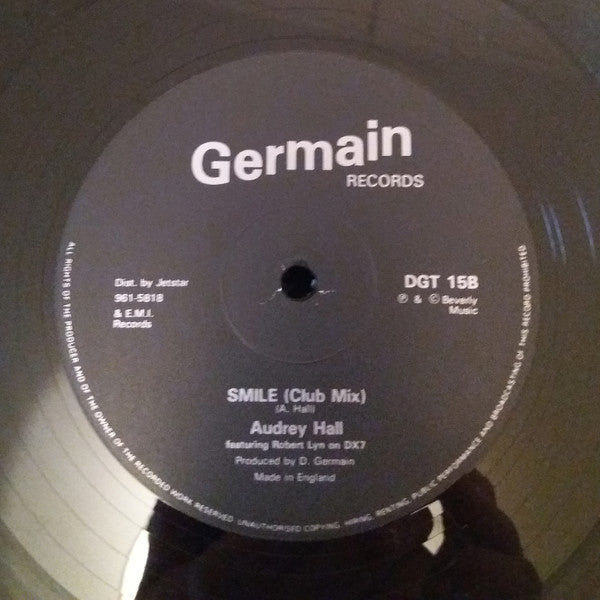 Germain
RECORDS
Dist. by Jetstar
961-5818
& E.M.I.
Records
DGT 15B
℗ & © Beverly
Music
SMILE (Club Mix)
(A. Hall)
Audrey Hall
featuring Robert Lyn on DX7
Produced by D. Germain
Made in England
ALL RIGHTS OF THE PRODUCER AND OF THE OWNER OF THE RECORDED WORK RESERVED. UNAUTHORISED COPYING, HIRING, RENTING, PUBLIC PERFORMANCE AND BROADCASTING OF THIS RECORD PROHIBITED.